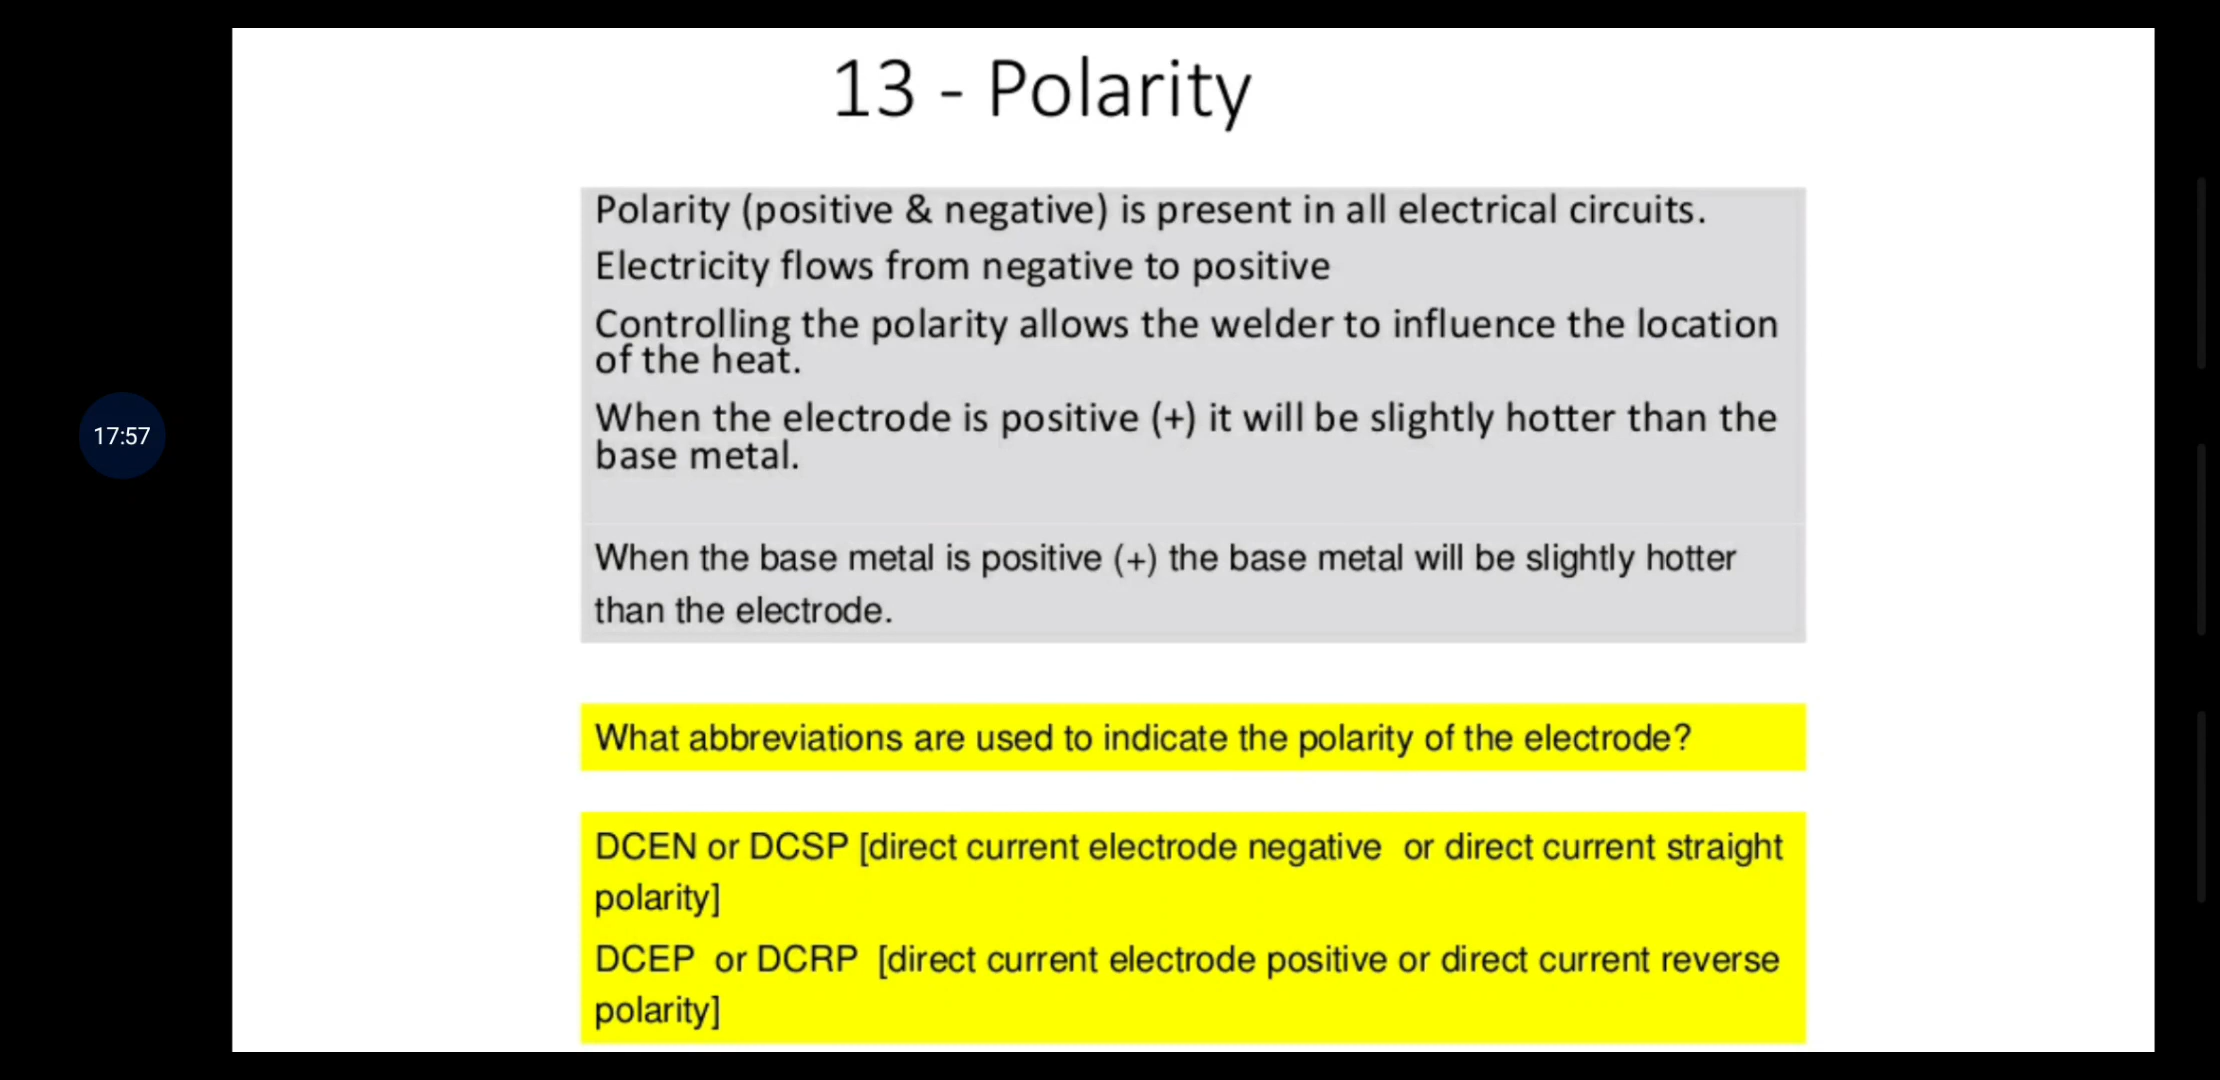 13 - Polarity
Polarity (positive & negative) is present in all electrical circuits.
Electricity flows from negative to positive
Controlling the polarity allows the welder to influence the location
of the heat.
When the electrode is positive (+) it will be slightly hotter than the
base metal.
17:57
When the base metal is positive (+) the base metal will be slightly hotter
than the electrode.
What abbreviations are used to indicate the polarity of the electrode?
DCEN or DCSP [direct current electrode negative  or direct current straight
polarity]
DCEP  or DCRP  [direct current electrode positive or direct current reverse
polarity]